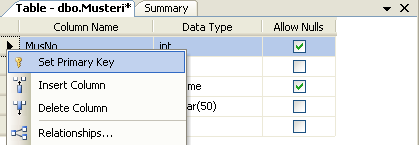 Table - dbo.Musteri* Summary
Column Name Data Type Allow Nulls
MusNo int
Set Primary Key
Insert Column
Delete Column
Relationships...